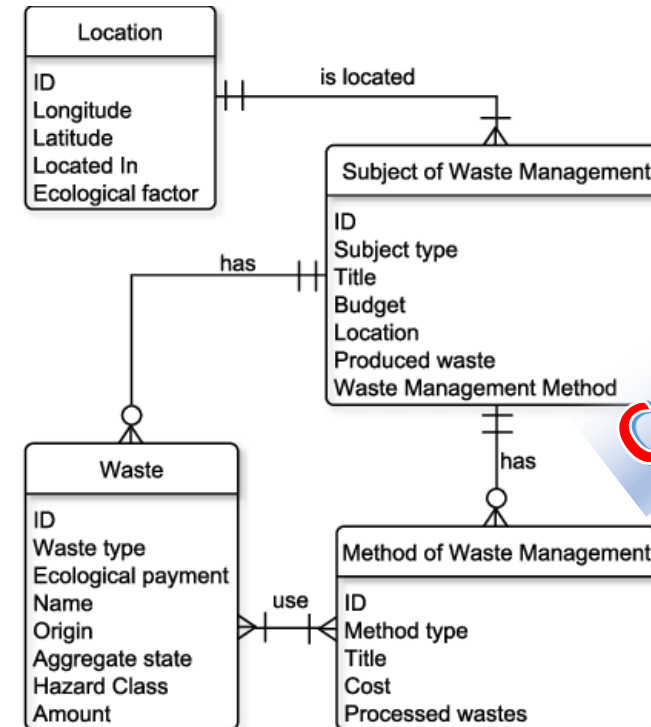 Location
ID
Longitude
Latitude
Located In
Ecological factor
is located
Subject of Waste Management
ID
Subject type
Title
Budget
Location
Produced waste
Waste Management Method
has
has
Waste
ID
Waste type
Ecological payment
Name
Origin
Aggregate state
Hazard Class
Amount
use
Method of Waste Management
ID
Method type
Title
Cost
Processed wastes